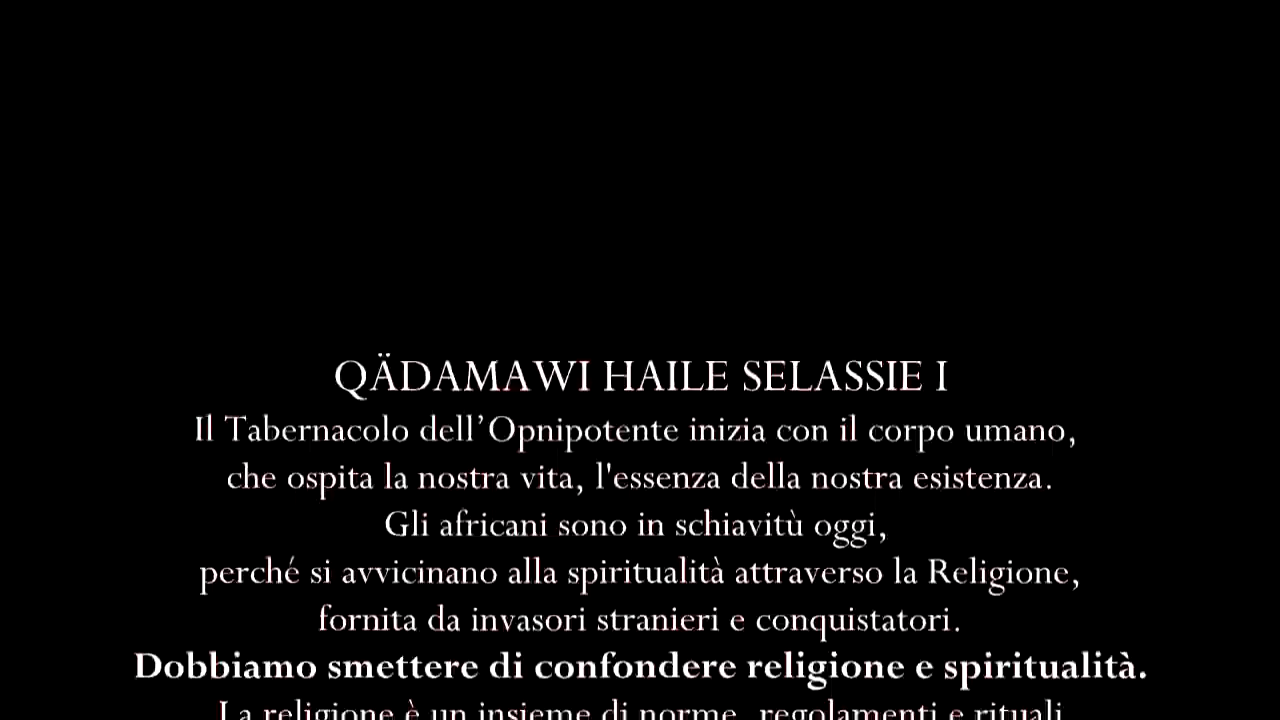 QÄDAMAWI HAILE SELASSIE I
Il Tabernacolo dell’Opnipotente inizia con il corpo umano,
che ospita la nostra vita, l'essenza della nostra esistenza.
Gli africani sono in schiavitù oggi,
perché si avvicinano alla spiritualità attraverso la Religione,
fornita da invasori stranieri e conquistatori.
Dobbiamo smettere di confondere religione e spiritualità.
La religione è un insieme di norme, regolamenti e rituali